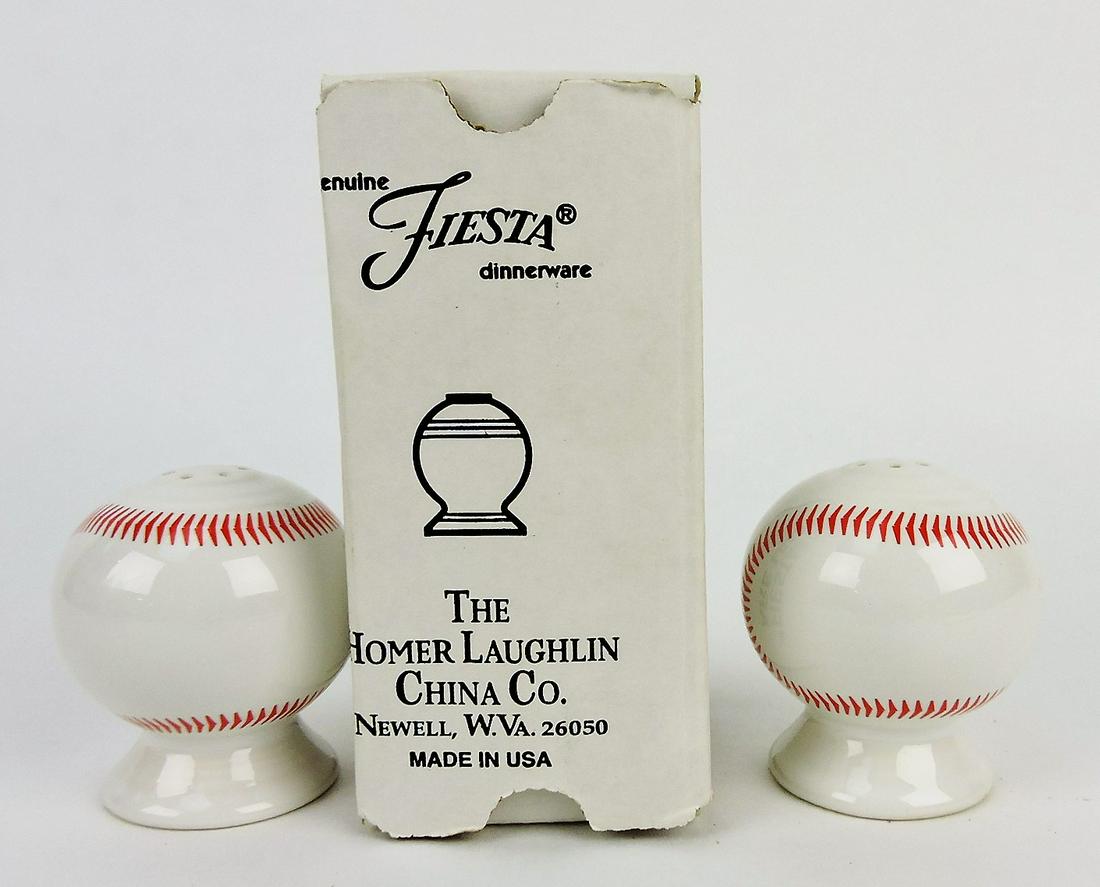 enuine
FIESTA®
dinnerware
THE
HOMER LAUGHLIN
CHINA CO.
NEWELL, W.VA. 26050
MADE IN USA